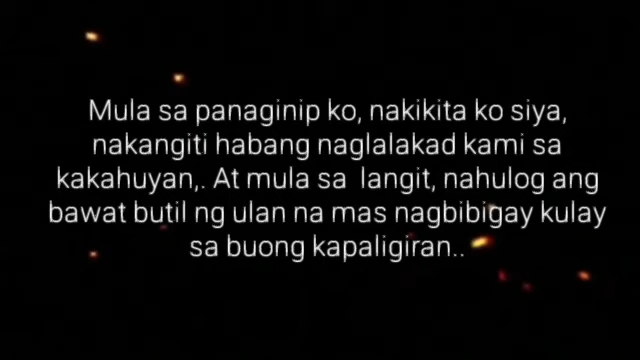 Mula sa panaginip ko, nakikita ko siya,
nakangiti habang naglalakad kami sa
kakahuyan,. At mula sa  langit, nahulog ang
bawat butil ng ulan na mas nagbibigay kulay
sa buong kapaligiran..